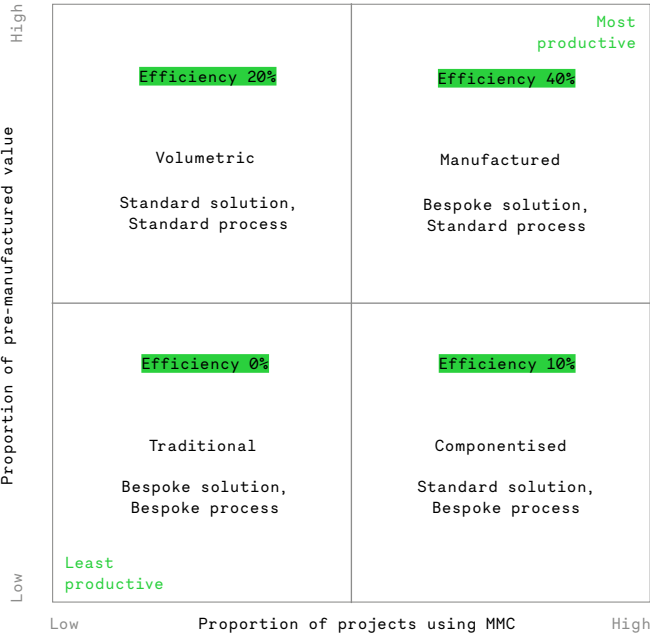 High
Most
productive
Efficiency 20%
Efficiency 40%
Volumetric
Manufactured
Standard solution,
Standard process
Bespoke solution,
Standard process
Proportion of pre-manufactured value
Efficiency 0%
Efficiency 10%
Traditional
Componentised
Bespoke solution,
Bespoke process
Standard solution,
Bespoke process
Least
productive
Low
Low
Proportion of projects using MMC
High